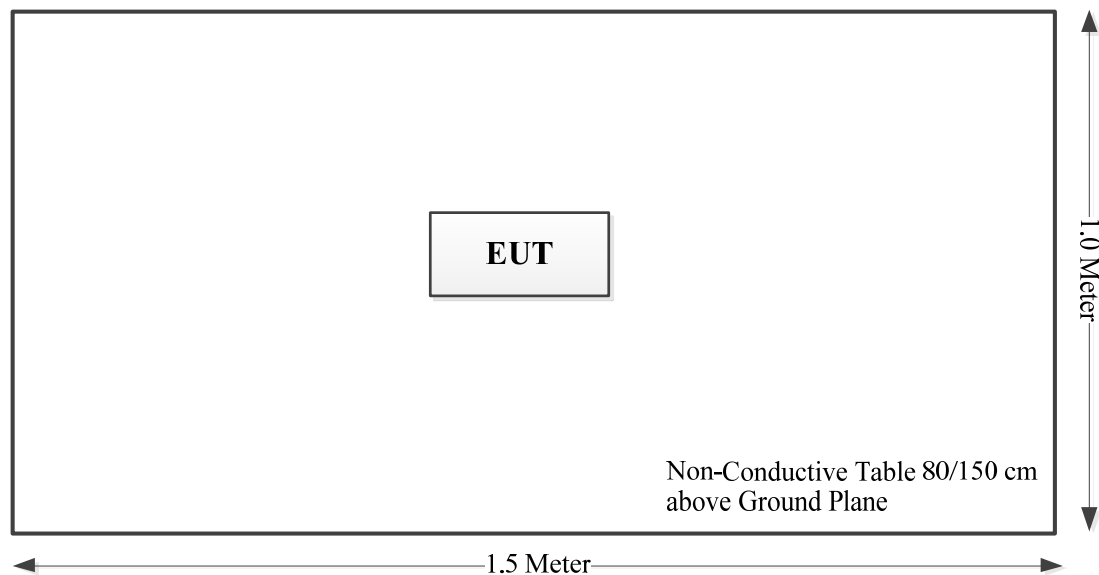 EUT
1.0 Meter
Non-Conductive Table 80/150 cm
above Ground Plane
1.5 Meter